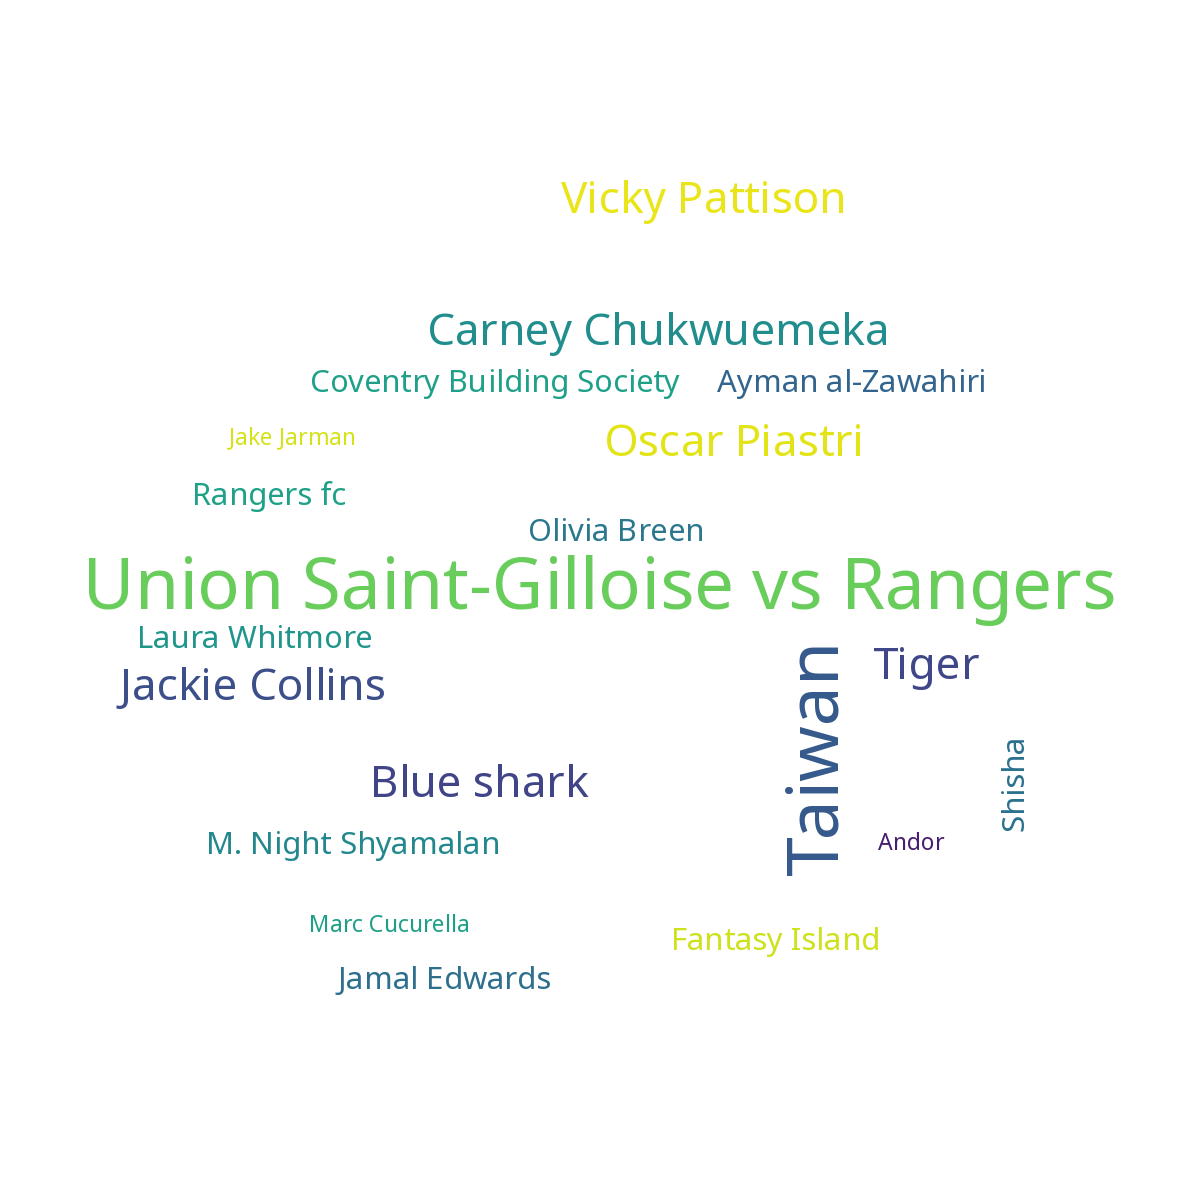 Vicky Pattison
Carney Chukwuemeka
Coventry Building Society
Ayman al-Zawahiri
Jake Jarman
Oscar Piastri
Rangers fc
Olivia Breen
Union Saint-Gilloise vs Rangers
Laura Whitmore
Jackie Collins
Taiwan
Tiger
Blue shark
Shisha
M. Night Shyamalan
Andor
Marc Cucurella
Fantasy Island
Jamal Edwards